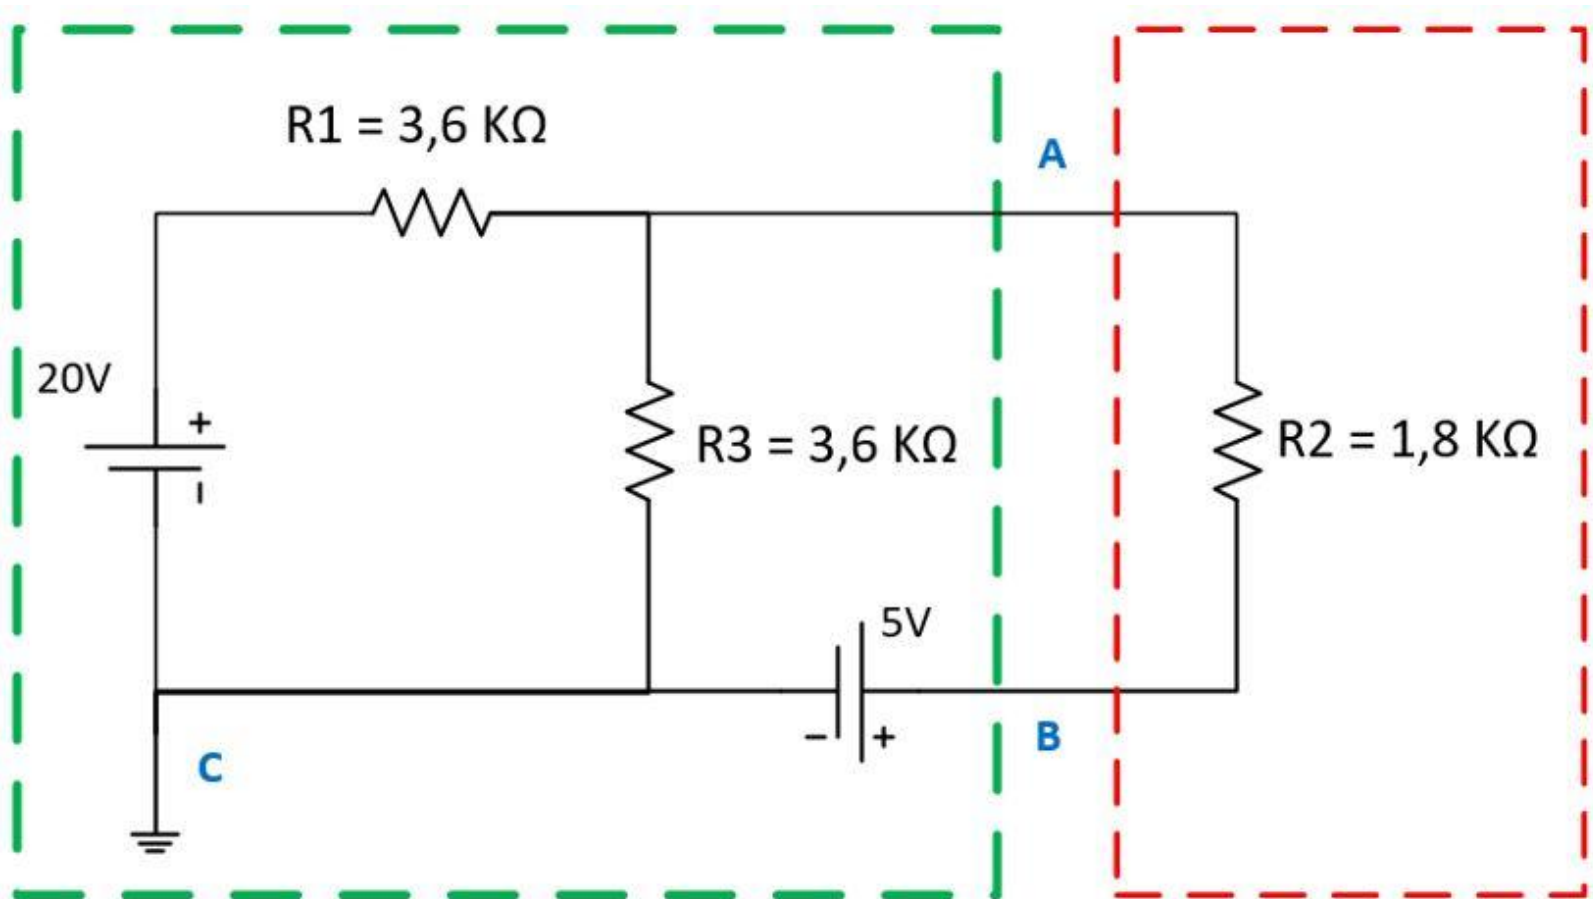 R1 = 3,6 KΩ
A
20V
+
R3 = 3,6 KΩ
R2 = 1,8 KΩ
–
5V
– +
B
C